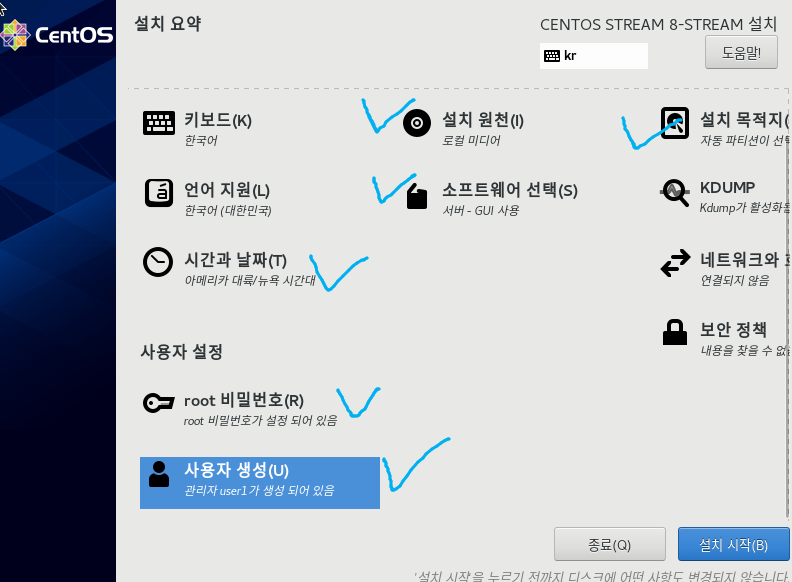 CentOS
설치 요약
CENTOS STREAM 8-STREAM 설치
kr
도움말!
키보드(K)
한국어
설치 원천(I)
로컬 미디어
설치 목적지(
자동 파티션이 선택
언어 지원(L)
한국어 (대한민국)
소프트웨어 선택(S)
서버 - GUI 사용
KDUMP
Kdump가 활성화됨
시간과 날짜(T)
아메리카 대륙/뉴욕 시간대
네트워크와
연결되지 않음
보안 정책
내용을 찾을 수 없
사용자 설정
root 비밀번호(R)
root 비밀번호가 설정 되어 있음
사용자 생성(U)
관리자 user1가 생성 되어 있음
종료(Q)
설치 시작(B)
'설치 시작'을 누르기 전까지 디스크에 어떤 사항도 변경되지 않습니다